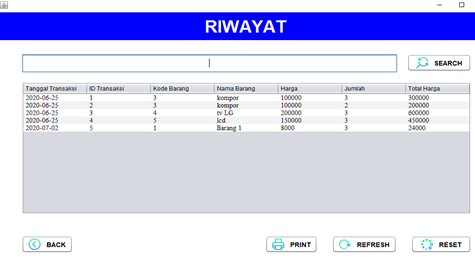 RIWAYAT
SEARCH
Tanggal Transaksi ID Transaksi Kode Barang Nama Barang Harga Jumlah Total Harga
2020-06-25 1 3 kompor 100000 3 300000
2020-06-25 2 3 kompor 100000 2 200000
2020-06-25 3 4 tv LG 200000 3 600000
2020-06-25 4 5 lcd 150000 3 450000
2020-07-02 5 1 Barang 1 8000 3 24000
BACK PRINT REFRESH RESET